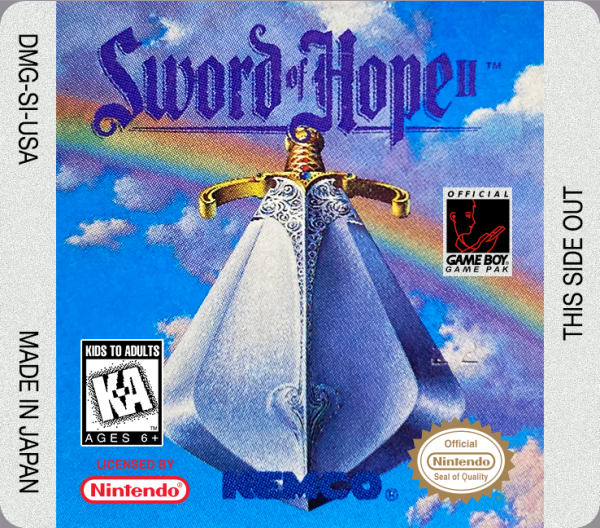 DMG-SI-USA
MADE IN JAPAN
Sword of Hope II ™
OFFICIAL
GAME BOY®
GAME PAK
KIDS TO ADULTS
K-A
™
AGES 6+
LICENSED BY
Nintendo®
KEMCO®
Official
Nintendo
Seal of Quality
THIS SIDE OUT